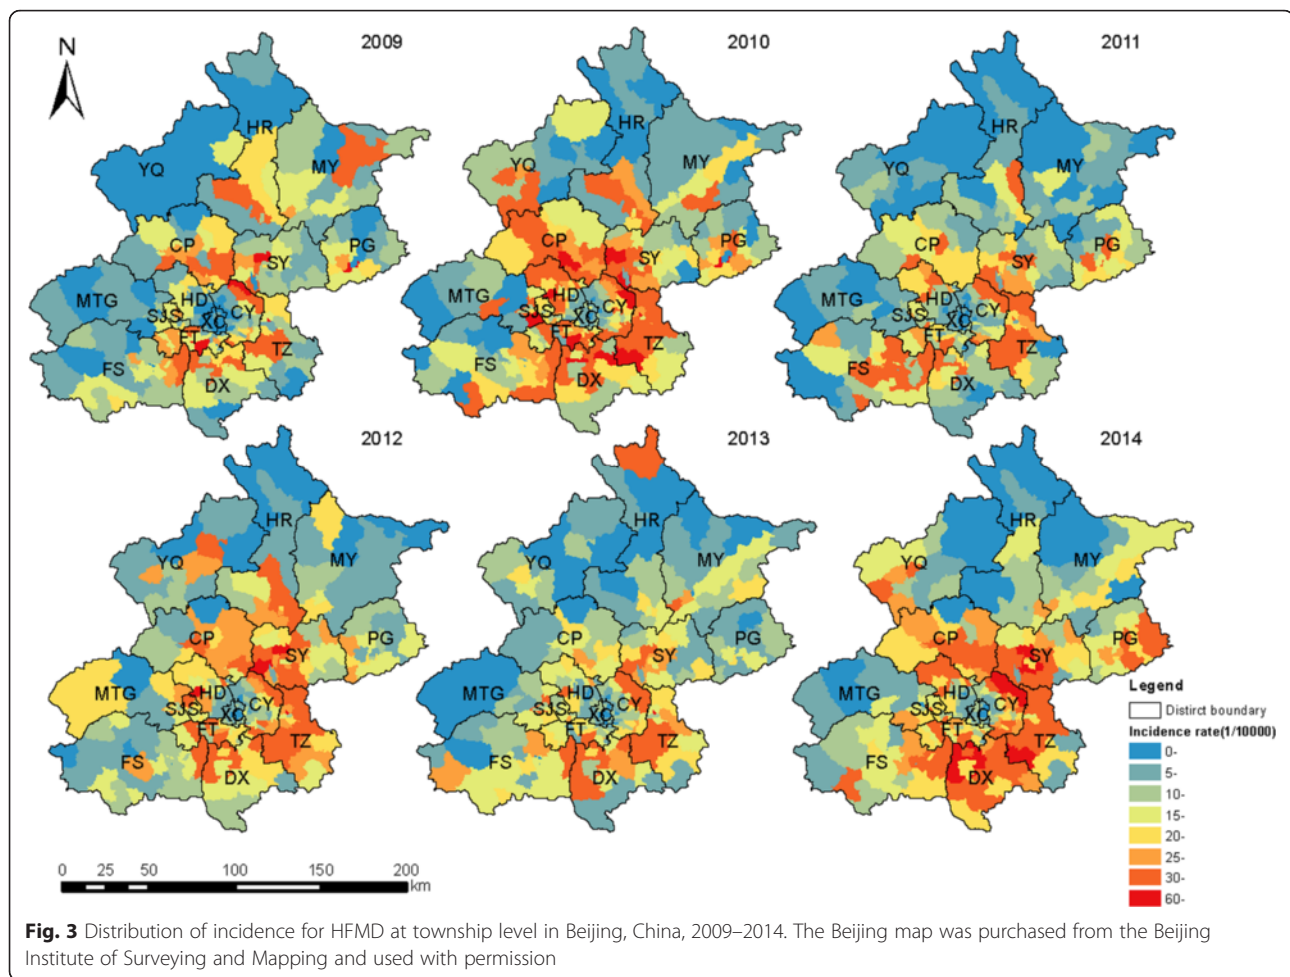 N
2009
HR
YQ
MY
CP
PG
SY
MTG
HD
SJS
CY
XC
FT
TZ
FS
DX
2010
HR
YQ
MY
CP
SY
PG
MTG
HD
SJS
CY
XC
FT
TZ
FS
DX
2011
HR
YQ
MY
CP
PG
SY
MTG
HD
SJS
CY
XC
FT
TZ
FS
DX
2012
HR
YQ
MY
CP
PG
SY
MTG
HD
SJS
CY
XC
FT
TZ
FS
DX
2013
HR
YQ
MY
CP
PG
SY
MTG
HD
SJS
CY
XC
FT
TZ
FS
DX
2014
HR
YQ
MY
CP
PG
SY
MTG
HD
SJS
CY
XC
FT
TZ
FS
DX
Legend
Distirct boundary
Incidence rate(1/10000)
0-
5-
10-
15-
20-
25-
30-
60-
0 25 50 100 150 200
km
Fig. 3 Distribution of incidence for HFMD at township level in Beijing, China, 2009–2014. The Beijing map was purchased from the Beijing
Institute of Surveying and Mapping and used with permission